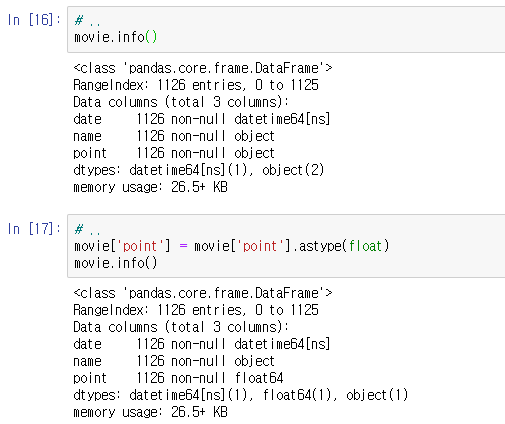 In [16]: # ..
movie.info()
<class 'pandas.core.frame.DataFrame'>
RangeIndex: 1126 entries, 0 to 1125
Data columns (total 3 columns):
date     1126 non-null datetime64[ns]
name     1126 non-null object
point    1126 non-null object
dtypes: datetime64[ns](1), object(2)
memory usage: 26.5+ KB
In [17]: # ..
movie['point'] = movie['point'].astype(float)
movie.info()
<class 'pandas.core.frame.DataFrame'>
RangeIndex: 1126 entries, 0 to 1125
Data columns (total 3 columns):
date     1126 non-null datetime64[ns]
name     1126 non-null object
point    1126 non-null float64
dtypes: datetime64[ns](1), float64(1), object(1)
memory usage: 26.5+ KB